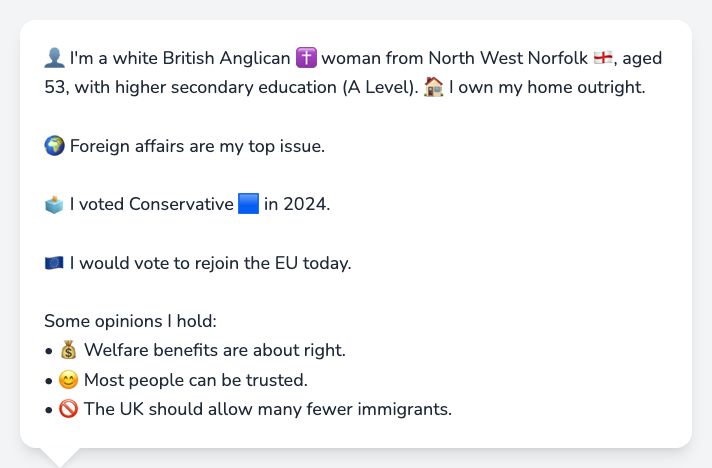 👤 I'm a white British Anglican ✝️ woman from North West Norfolk 🏴󠁧󠁢󠁥󠁮󠁧󠁿, aged
53, with higher secondary education (A Level). 🏠 I own my home outright.
🌍 Foreign affairs are my top issue.
🗳️ I voted Conservative 🟦 in 2024.
🇪🇺 I would vote to rejoin the EU today.
Some opinions I hold:
• 💰 Welfare benefits are about right.
• 😊 Most people can be trusted.
• 🚫 The UK should allow many fewer immigrants.